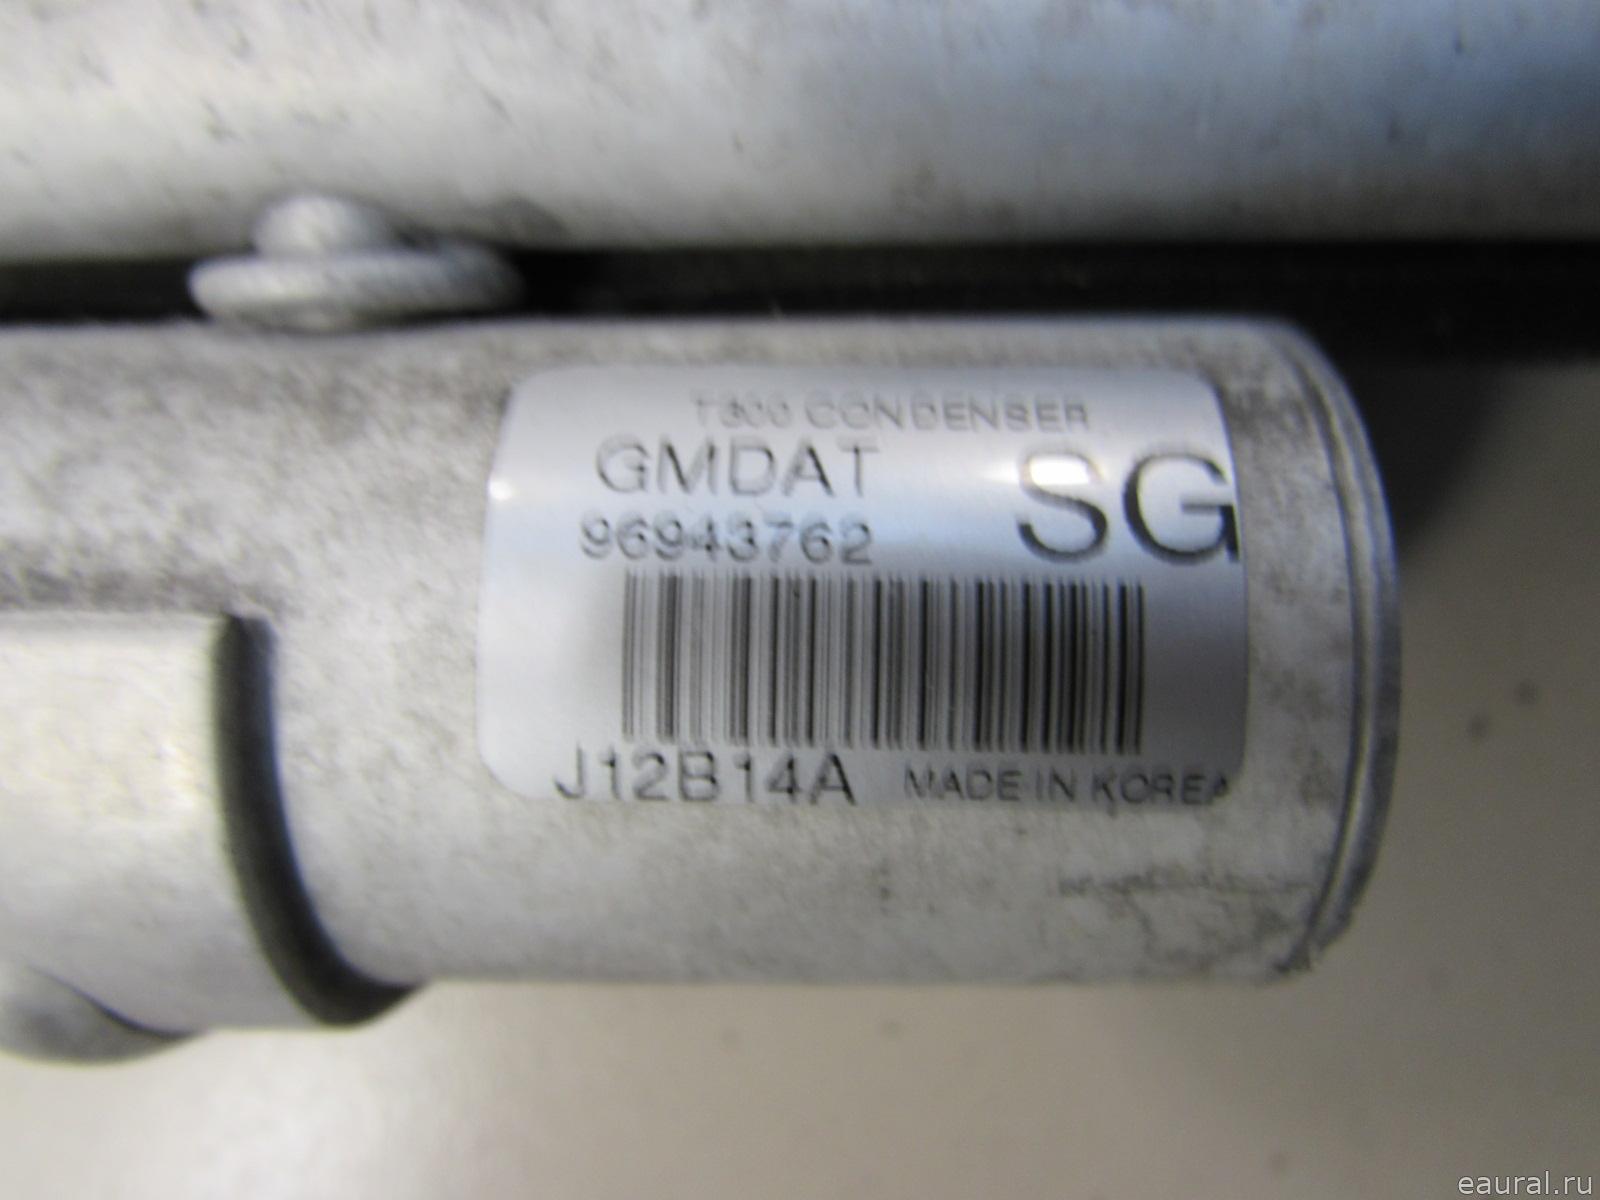 T300 CONDENSER
GMDAT
SG
96943762
J12B14A
MADE IN KOREA
eaural.ru